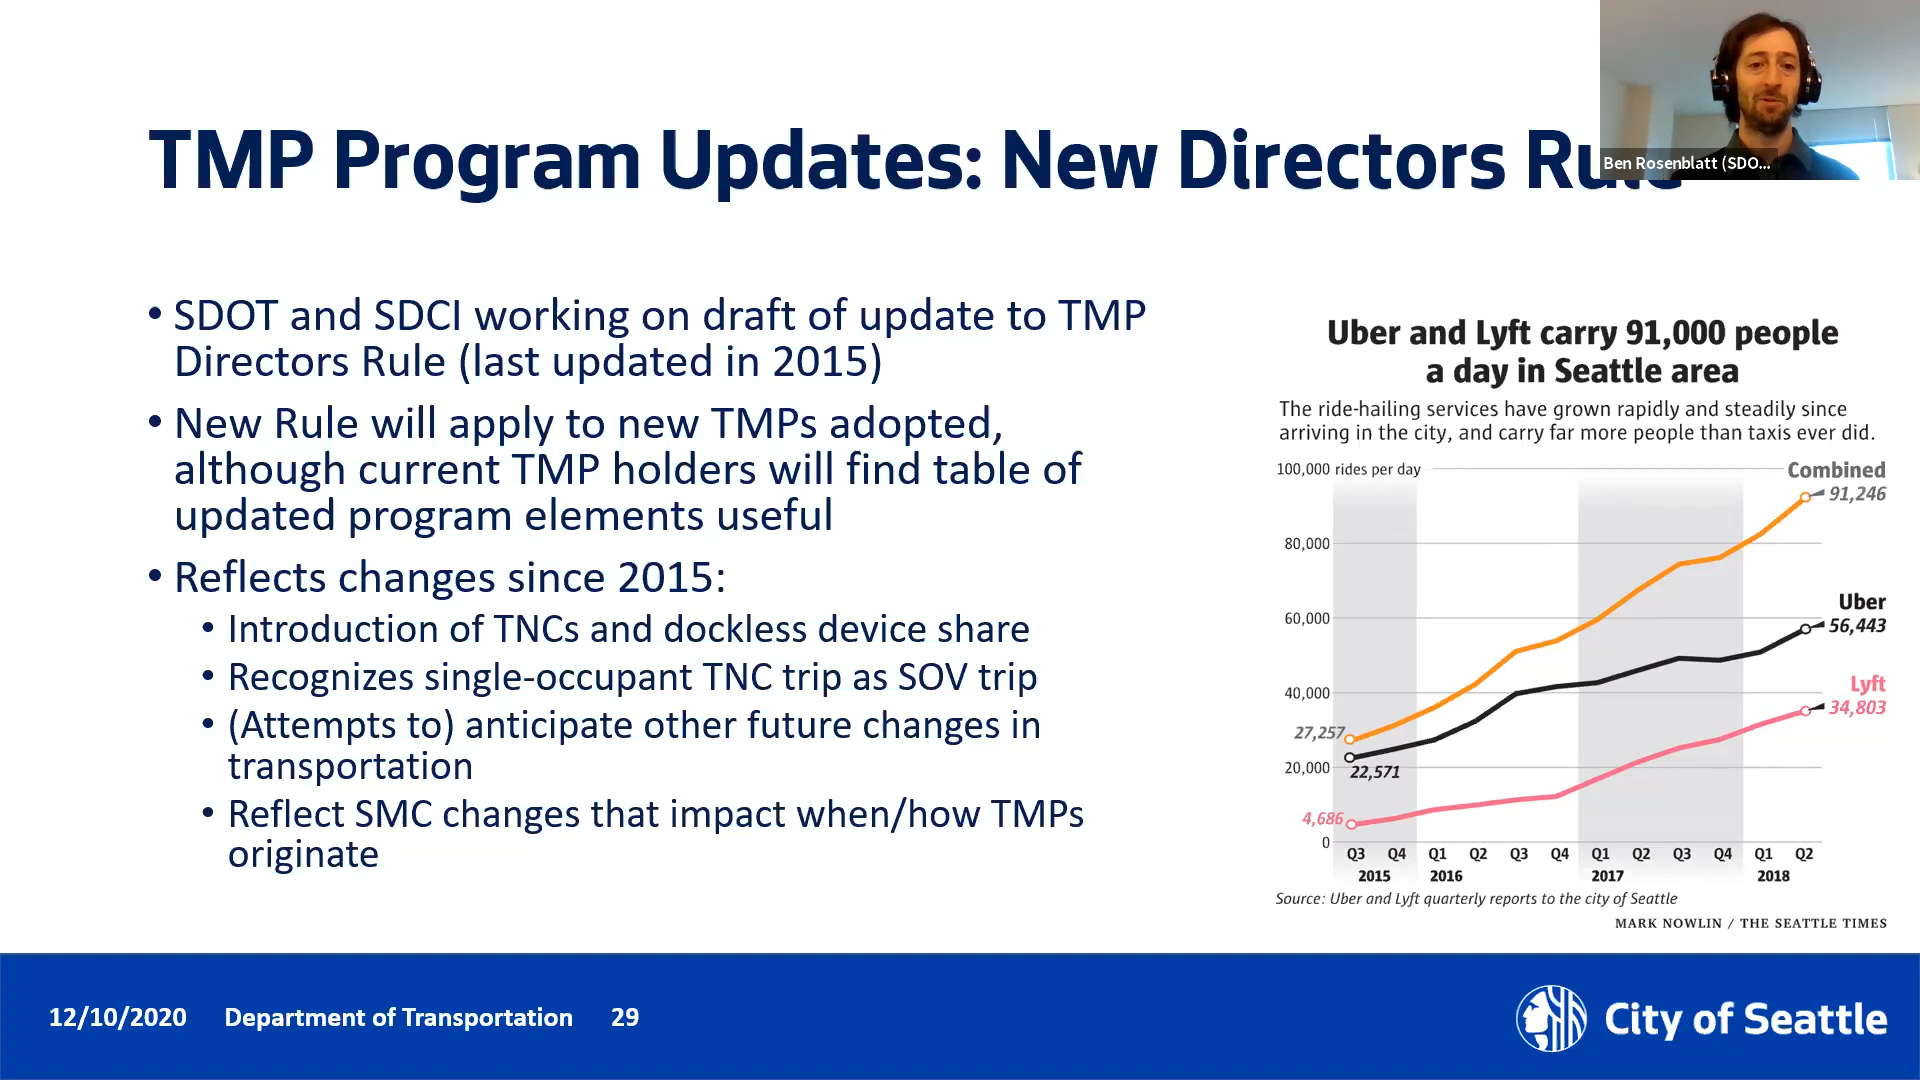 TMP Program Updates: New Directors Rule
Ben Rosenblatt (SDO...
• SDOT and SDCI working on draft of update to TMP
Directors Rule (last updated in 2015)
• New Rule will apply to new TMPs adopted,
although current TMP holders will find table of
updated program elements useful
• Reflects changes since 2015:
• Introduction of TNCs and dockless device share
• Recognizes single-occupant TNC trip as SOV trip
• (Attempts to) anticipate other future changes in
transportation
• Reflect SMC changes that impact when/how TMPs
originate
Uber and Lyft carry 91,000 people
a day in Seattle area
The ride-hailing services have grown rapidly and steadily since
arriving in the city, and carry far more people than taxis ever did.
100,000 rides per day
Combined
91,246
80,000
Uber
60,000
56,443
Lyft
40,000
34,803
27,257
20,000
22,571
4,686
0
Q3 Q4 Q1 Q2 Q3 Q4 Q1 Q2 Q3 Q4 Q1 Q2
2015 2016 2017 2018
Source: Uber and Lyft quarterly reports to the city of Seattle
MARK NOWLIN / THE SEATTLE TIMES
12/10/2020 Department of Transportation 29
City of Seattle